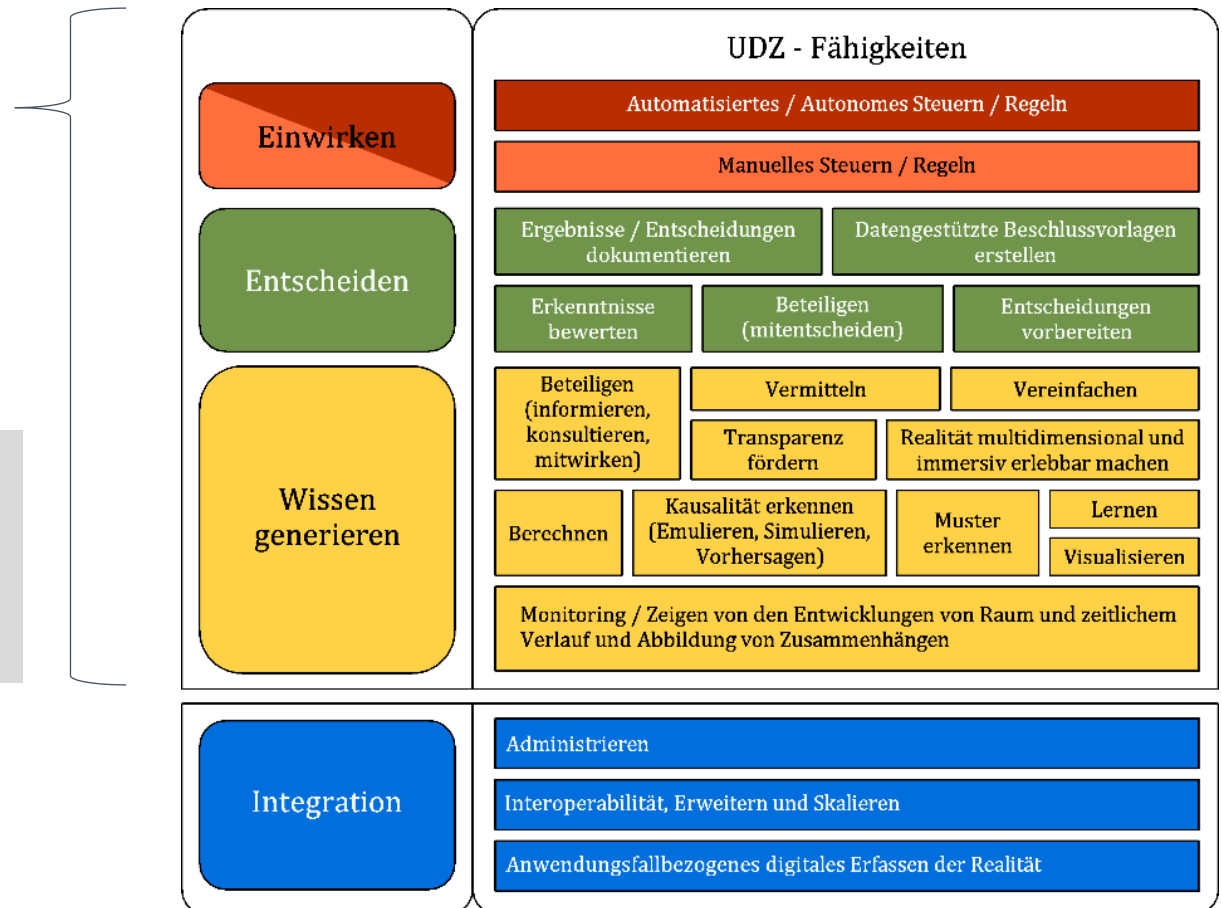 UDZ - Fähigkeiten
Einwirken
Automatisiertes / Autonomes Steuern / Regeln
Manuelles Steuern / Regeln
Entscheiden
Ergebnisse / Entscheidungen
dokumentieren
Datengestützte Beschlussvorlagen
erstellen
Erkenntnisse
bewerten
Beteiligen
(mitentscheiden)
Entscheidungen
vorbereiten
Wissen
generieren
Beteiligen
(informieren,
konsultieren,
mitwirken)
Vermitteln
Vereinfachen
Transparenz
fördern
Realität multidimensional und
immersiv erlebbar machen
Berechnen
Kausalität erkennen
(Emulieren, Simulieren,
Vorhersagen)
Muster
erkennen
Lernen
Visualisieren
Monitoring / Zeigen von den Entwicklungen von Raum und zeitlichem
Verlauf und Abbildung von Zusammenhängen
Integration
Administrieren
Interoperabilität, Erweitern und Skalieren
Anwendungsfallbezogenes digitales Erfassen der Realität